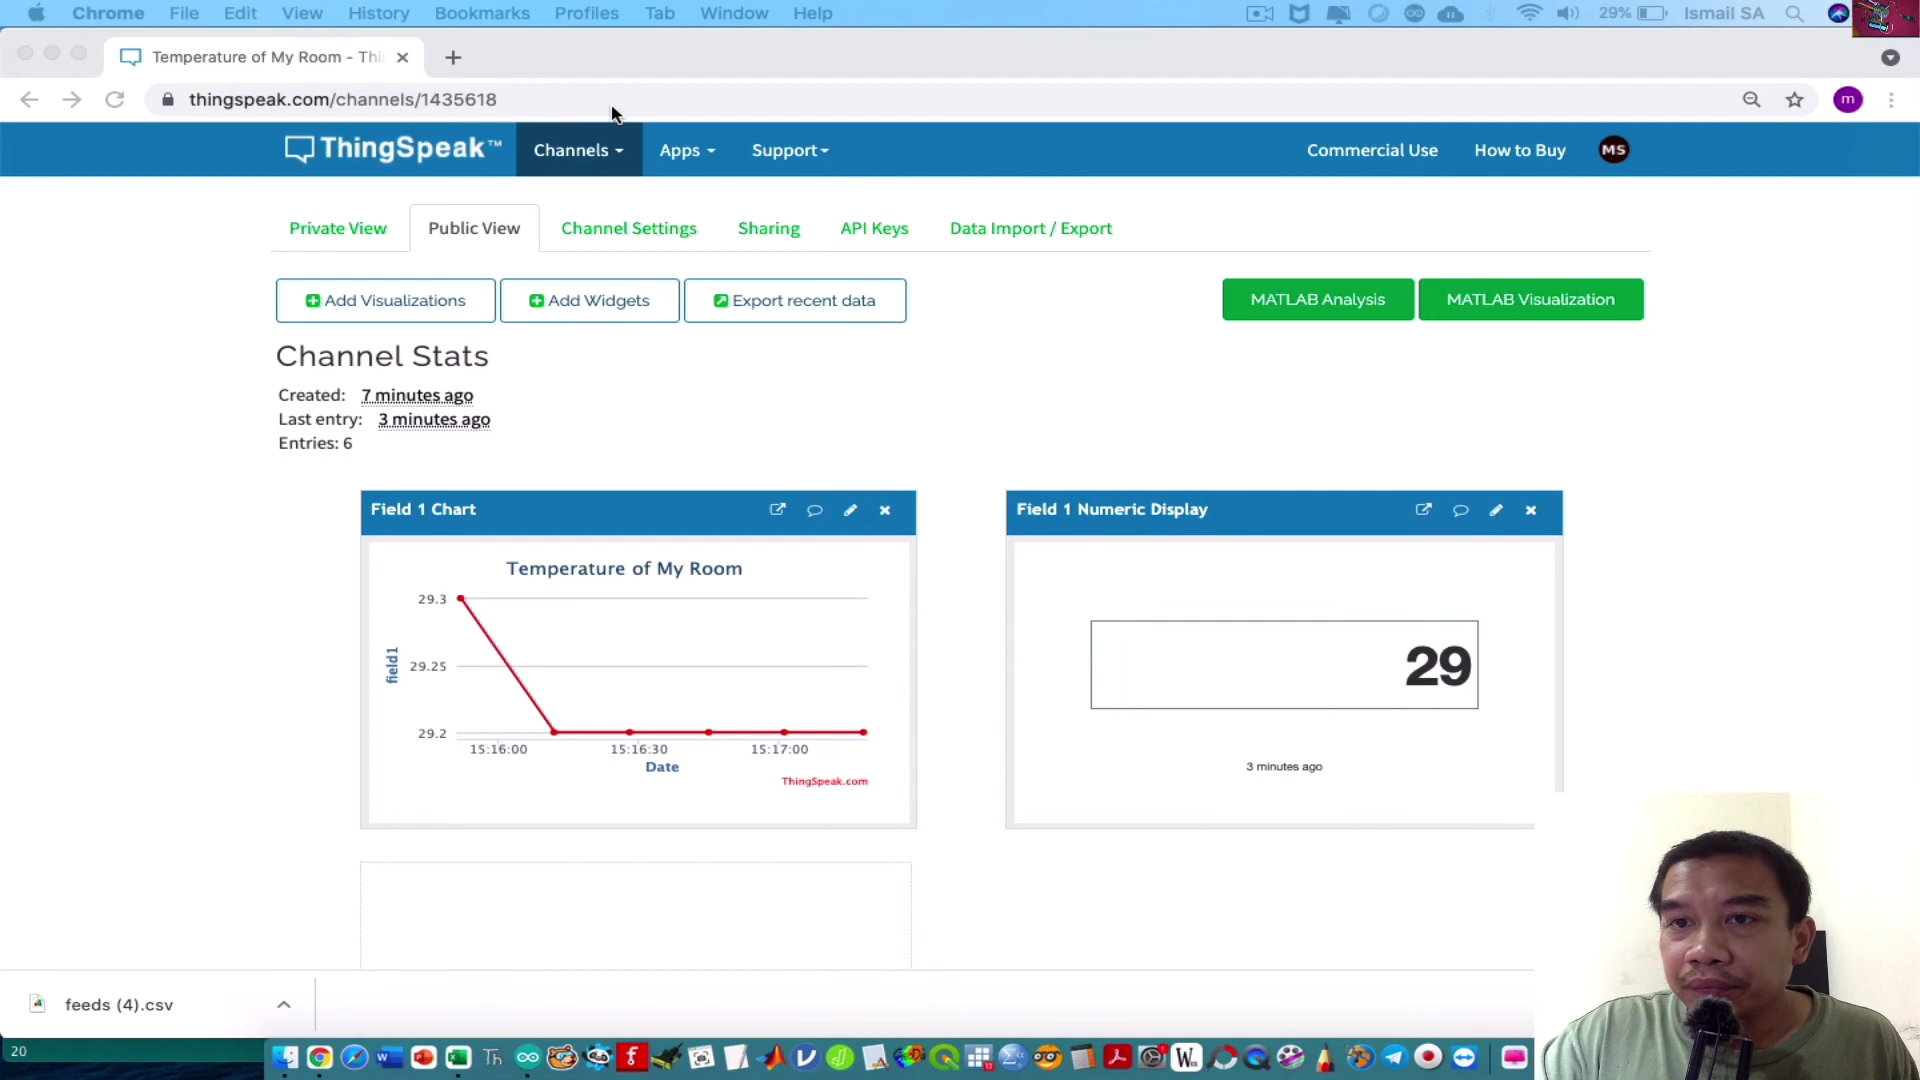 Chrome File Edit View History Bookmarks Profiles Tab Window Help 29% Ismail SA
Temperature of My Room - Thi
thingspeak.com/channels/1435618 m
ThingSpeak™ Channels Apps Support Commercial Use How to Buy MS
Private View Public View Channel Settings Sharing API Keys Data Import / Export
Add Visualizations Add Widgets Export recent data MATLAB Analysis MATLAB Visualization
Channel Stats
Created: 7 minutes ago
Last entry: 3 minutes ago
Entries: 6
Field 1 Chart
Temperature of My Room
29.3
29.25
29.2
field1
15:16:00 15:16:30 15:17:00
Date
ThingSpeak.com
Field 1 Numeric Display
29
3 minutes ago
feeds (4).csv
20